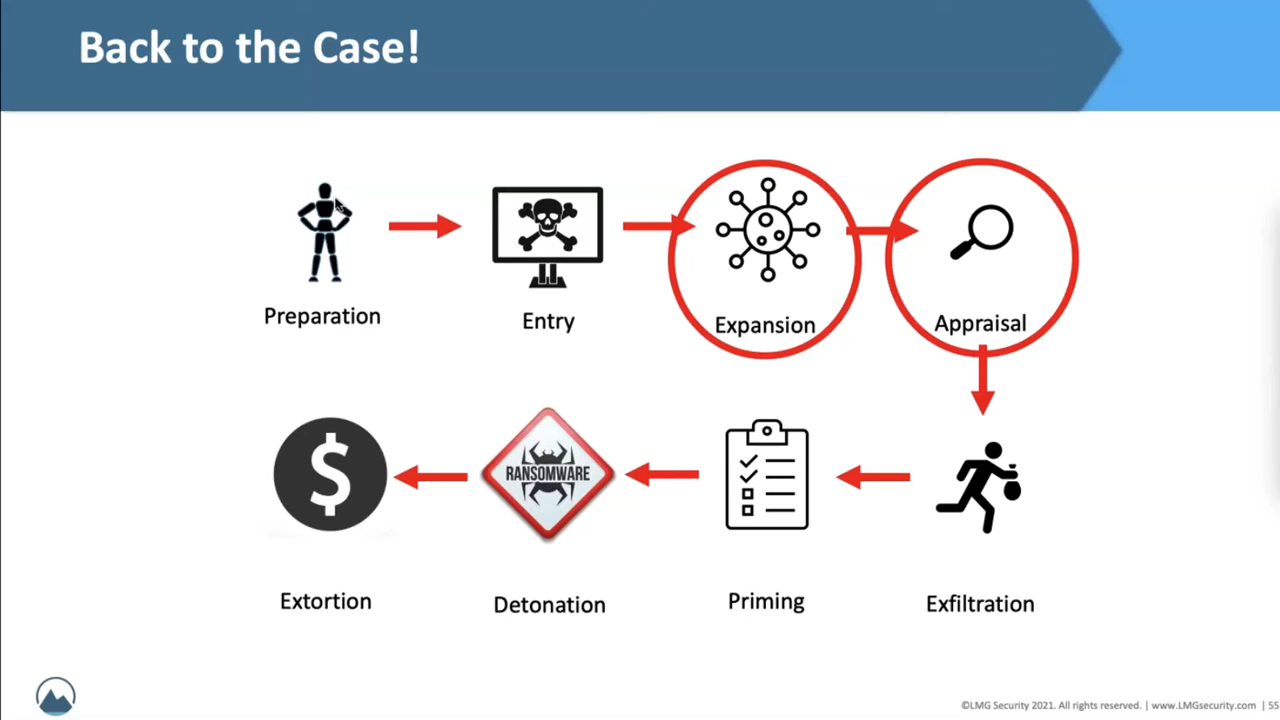 Back to the Case!
Preparation
Entry
Expansion
Appraisal
RANSOMWARE
Extortion
Detonation
Priming
Exfiltration
©LMG Security 2021. All rights reserved. | www.LMGsecurity.com | 55